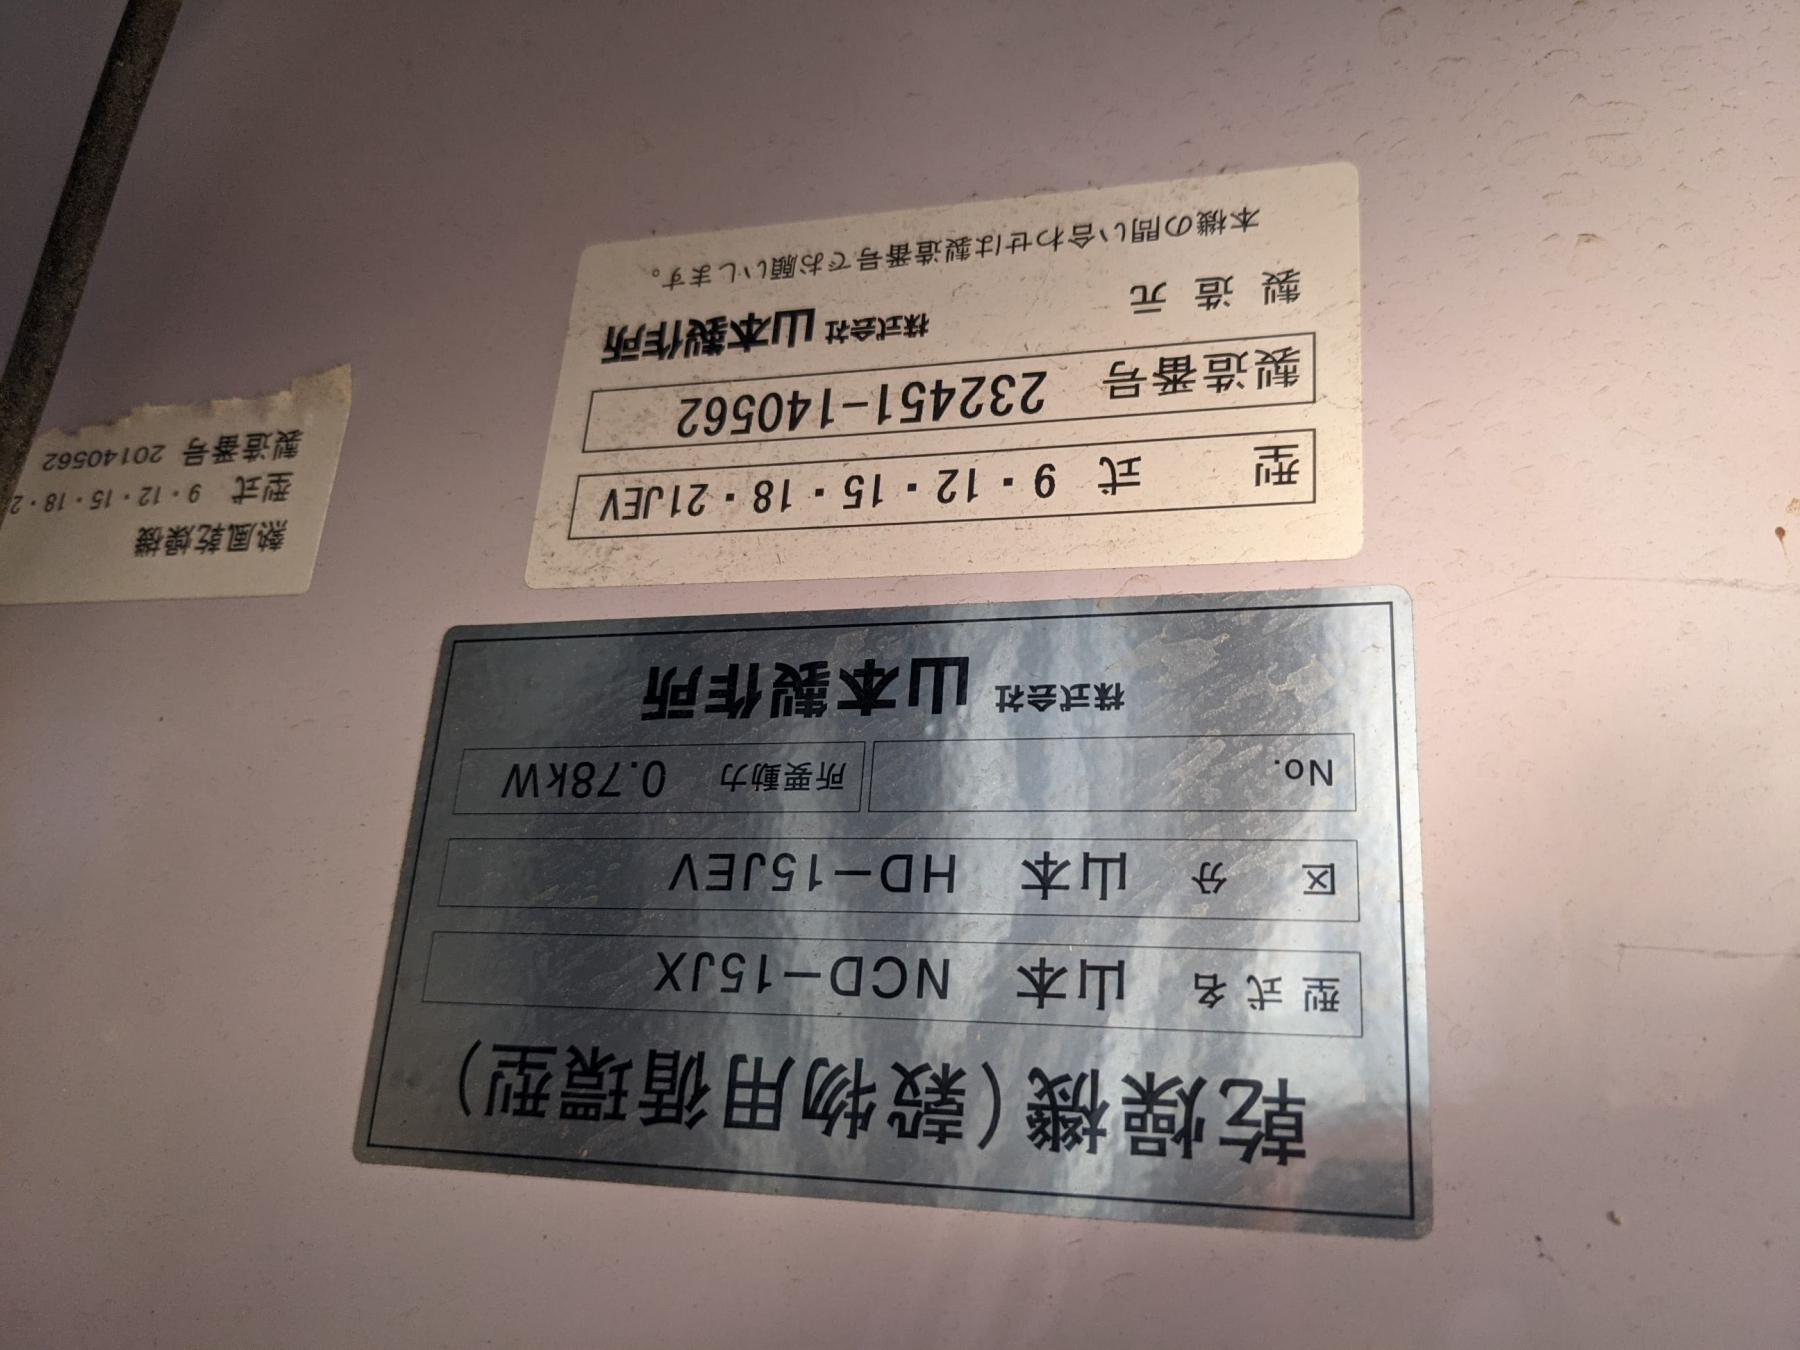 乾燥機(穀物用循環型)
型式名 山本 NCD-15JX
区分 山本 HD-15JEV
No.
所要動力 0.78kW
株式会社 山本製作所
型式 9・12・15・18・21JEV
製造番号 232451-140562
製造元 株式会社 山本製作所
本機の問い合わせは製造番号でお願いします。
熱風乾燥機
型式 9・12・15・18・2
製造番号 20140562